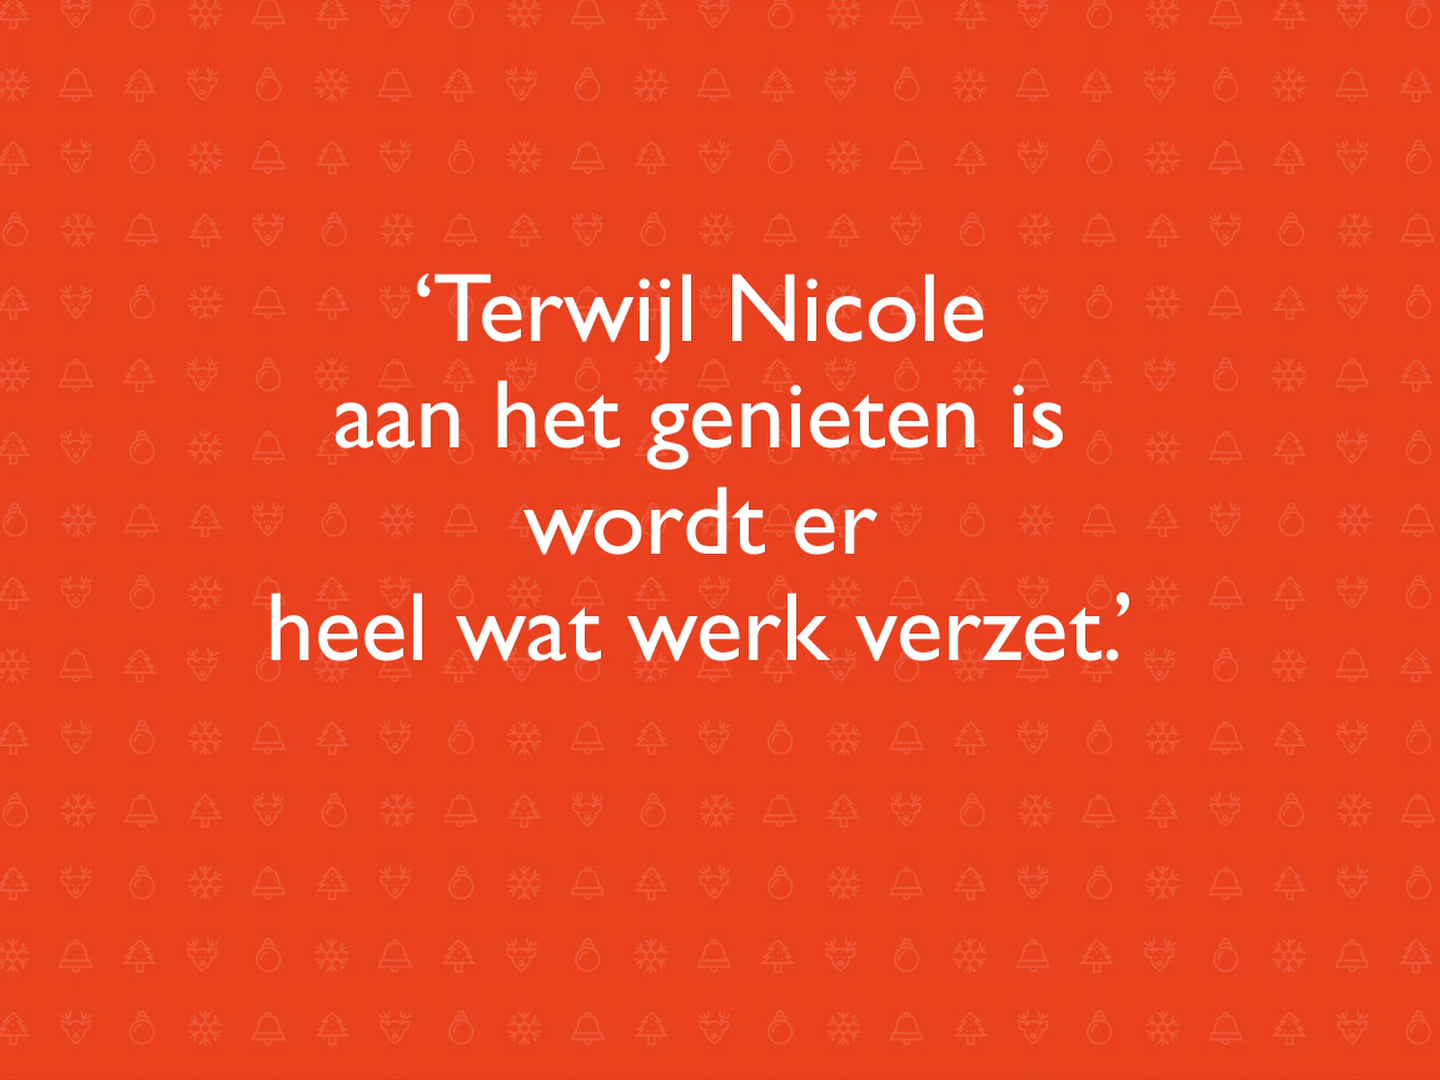 ‘Terwijl Nicole
aan het genieten is
wordt er
heel wat werk verzet.’